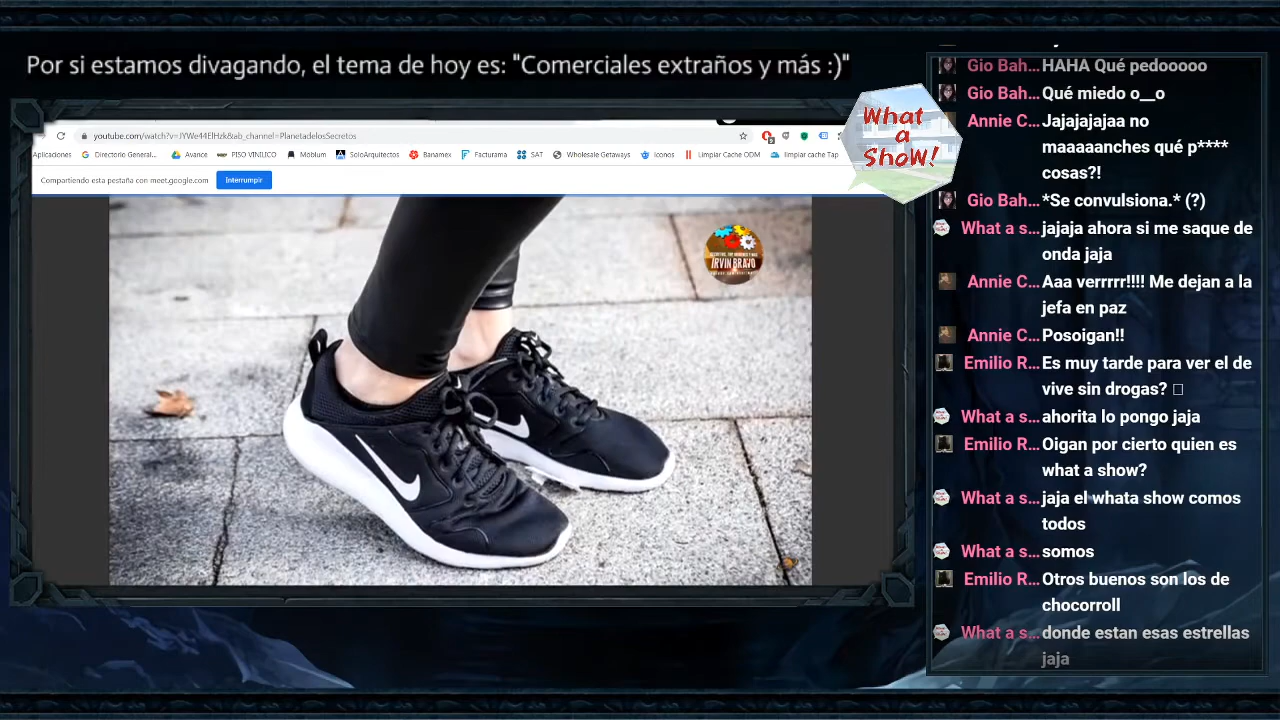 Por si estamos divagando, el tema de hoy es: "Comerciales extraños y más :)"
youtube.com/watch?v=JYWe44ElHzk&ab_channel=PlanetadelosSecretos
Aplicaciones Directorio General... Avance PISO VINILICO Mobium SoloArquitectos Banamex Facturama SAT Wholesale Getaways Iconos Limpiar Cache ODM limpiar cache Tap
Compartiendo esta pestaña con meet.google.com Interrumpir
What
a
ShoW!
IRVIN BRAJO
Gio Bah... HAHA Qué pedooooo
Gio Bah... Qué miedo o__o
Annie C... Jajajajajaa no
maaaaanches qué p****
cosas?!
Gio Bah... *Se convulsiona.* (?)
What a s... jajaja ahora si me saque de
onda jaja
Annie C... Aaa verrrrr!!!! Me dejan a la
jefa en paz
Annie C... Posoigan!!
Emilio R... Es muy tarde para ver el de
vive sin drogas?
What a s... ahorita lo pongo jaja
Emilio R... Oigan por cierto quien es
what a show?
What a s... jaja el whata show comos
todos
What a s... somos
Emilio R... Otros buenos son los de
chocorroll
What a s... donde estan esas estrellas
jaja